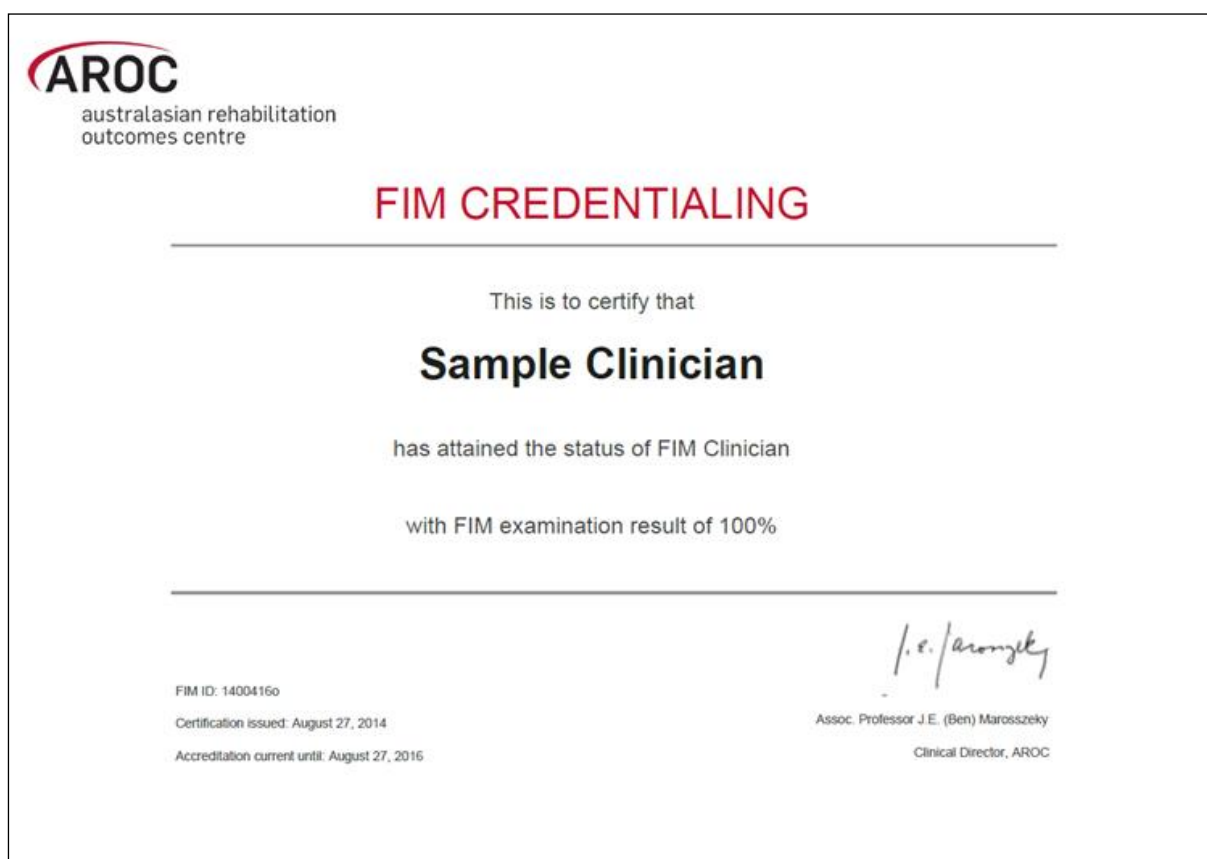 AROC
australasian rehabilitation
outcomes centre
FIM CREDENTIALING
This is to certify that
Sample Clinician
has attained the status of FIM Clinician
with FIM examination result of 100%
FIM ID: 1400416o
Certification issued: August 27, 2014
Accreditation current until: August 27, 2016
Assoc. Professor J.E. (Ben) Marosszeky
Clinical Director, AROC